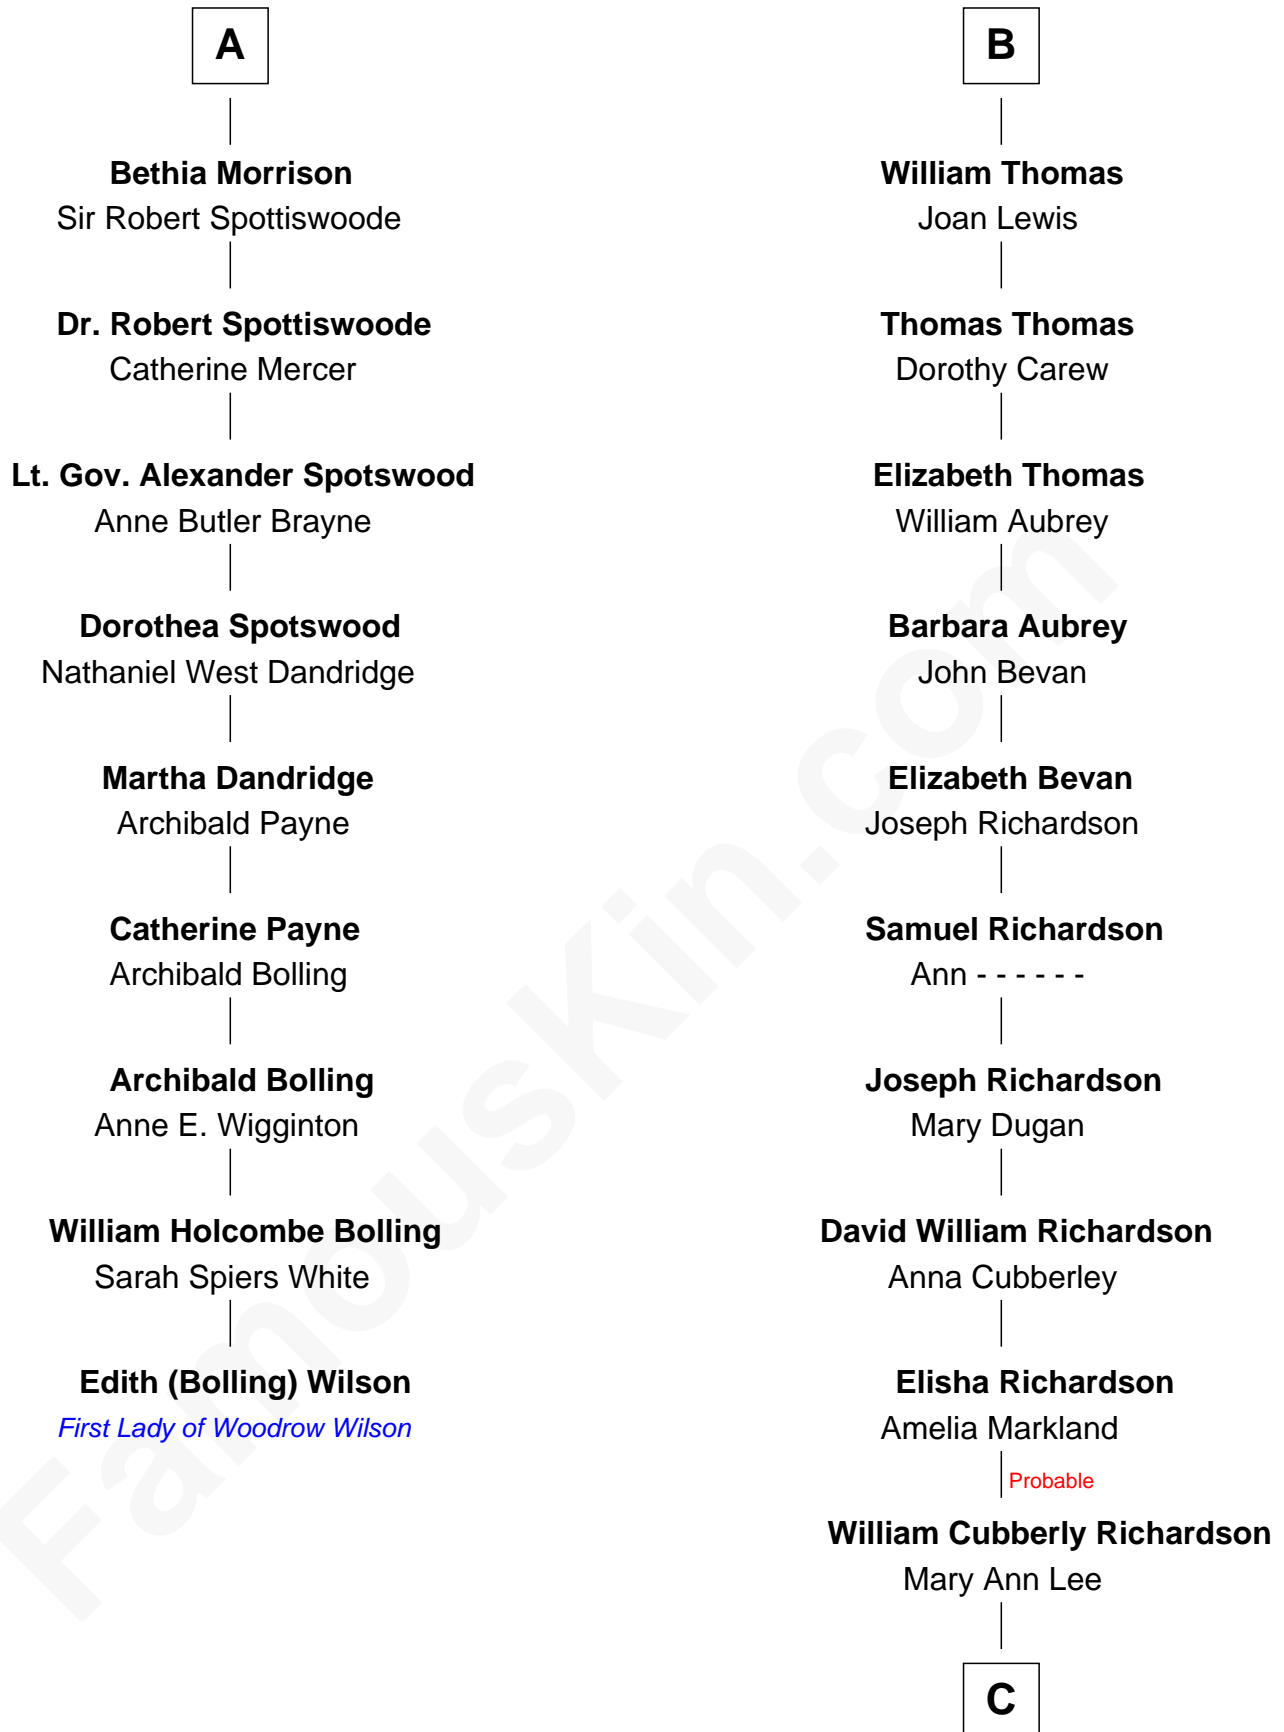 A
Bethia Morrison
Sir Robert Spottiswoode
Dr. Robert Spottiswoode
Catherine Mercer
Lt. Gov. Alexander Spotswood
Anne Butler Brayne
Dorothea Spotswood
Nathaniel West Dandridge
Martha Dandridge
Archibald Payne
Catherine Payne
Archibald Bolling
Archibald Bolling
Anne E. Wigginton
William Holcombe Bolling
Sarah Spiers White
Edith (Bolling) Wilson
First Lady of Woodrow Wilson
B
William Thomas
Joan Lewis
Thomas Thomas
Dorothy Carew
Elizabeth Thomas
William Aubrey
Barbara Aubrey
John Bevan
Elizabeth Bevan
Joseph Richardson
Samuel Richardson
Ann - - - - - -
Joseph Richardson
Mary Dugan
David William Richardson
Anna Cubberley
Elisha Richardson
Amelia Markland
Probable
William Cubberly Richardson
Mary Ann Lee
C
FamousKin.com